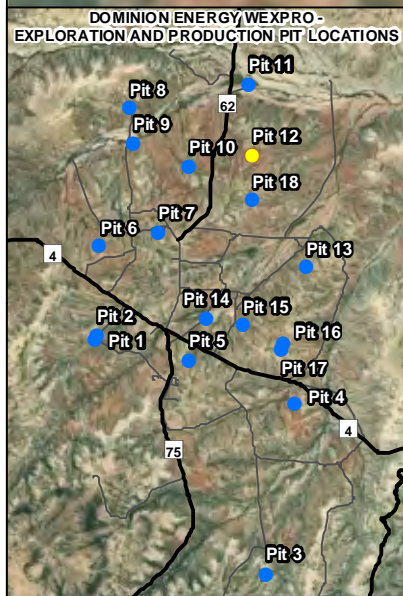 DOMINION ENERGY WEXPRO -
EXPLORATION AND PRODUCTION PIT LOCATIONS
Pit 11
Pit 8
62
Pit 9
Pit 12
Pit 10
Pit 18
Pit 7
Pit 6
4
Pit 13
Pit 14
Pit 15
Pit 2
Pit 16
Pit 1
Pit 5
Pit 17
Pit 4
4
75
Pit 3